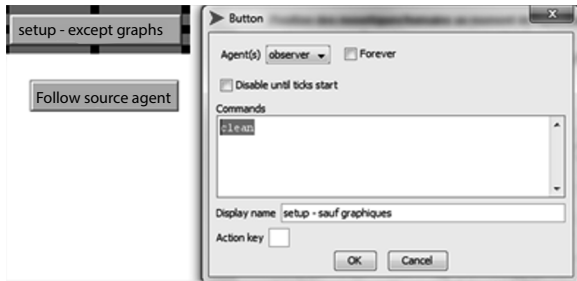 setup - except graphs
Follow source agent
Button
Agent(s) observer Forever
Disable until ticks start
Commands
clean
Display name setup - sauf graphiques
Action key
OK Cancel